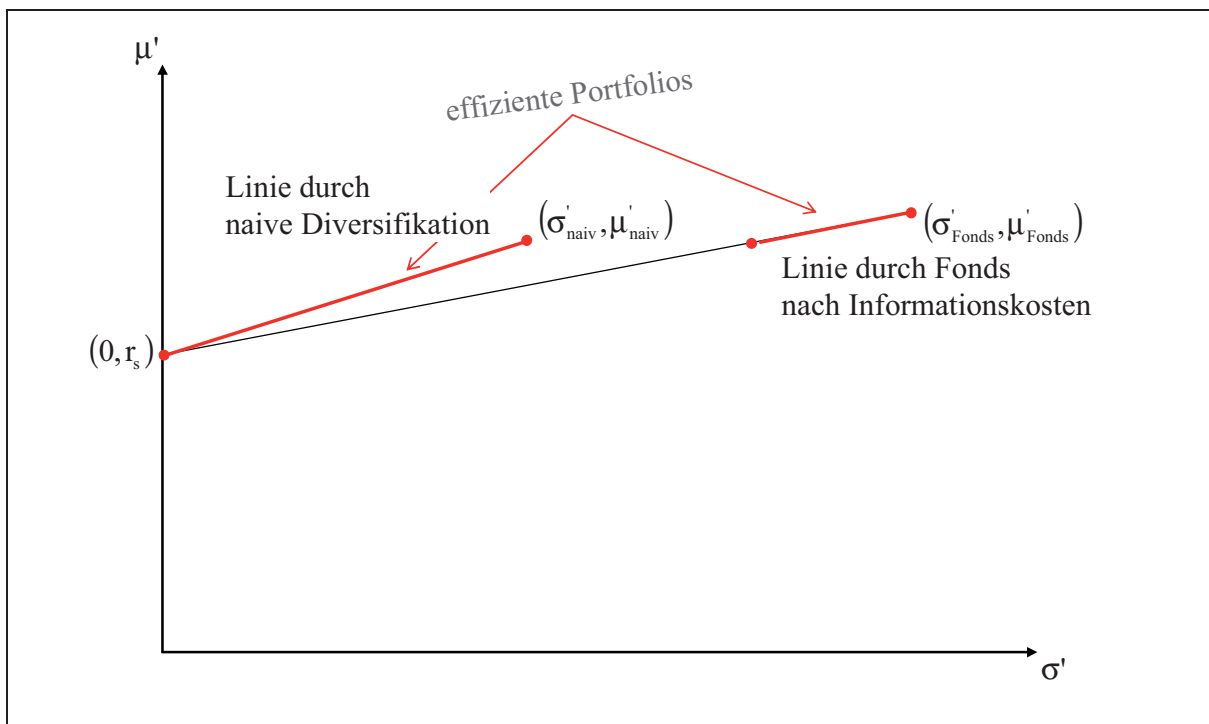 μ'
effiziente Portfolios
Linie durch
naive Diversifikation
(σ'naiv, μ'naiv)
(σ'Fonds, μ'Fonds)
Linie durch Fonds
nach Informationskosten
(0, rs)
σ'